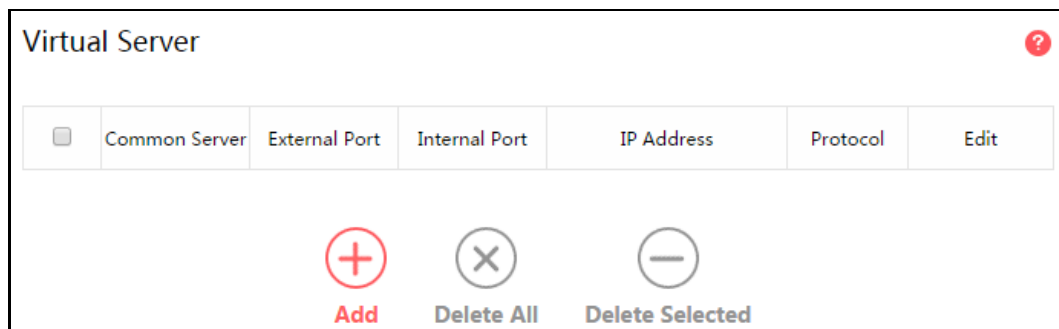 Virtual Server
?
Common Server External Port Internal Port IP Address Protocol Edit
Add Delete All Delete Selected